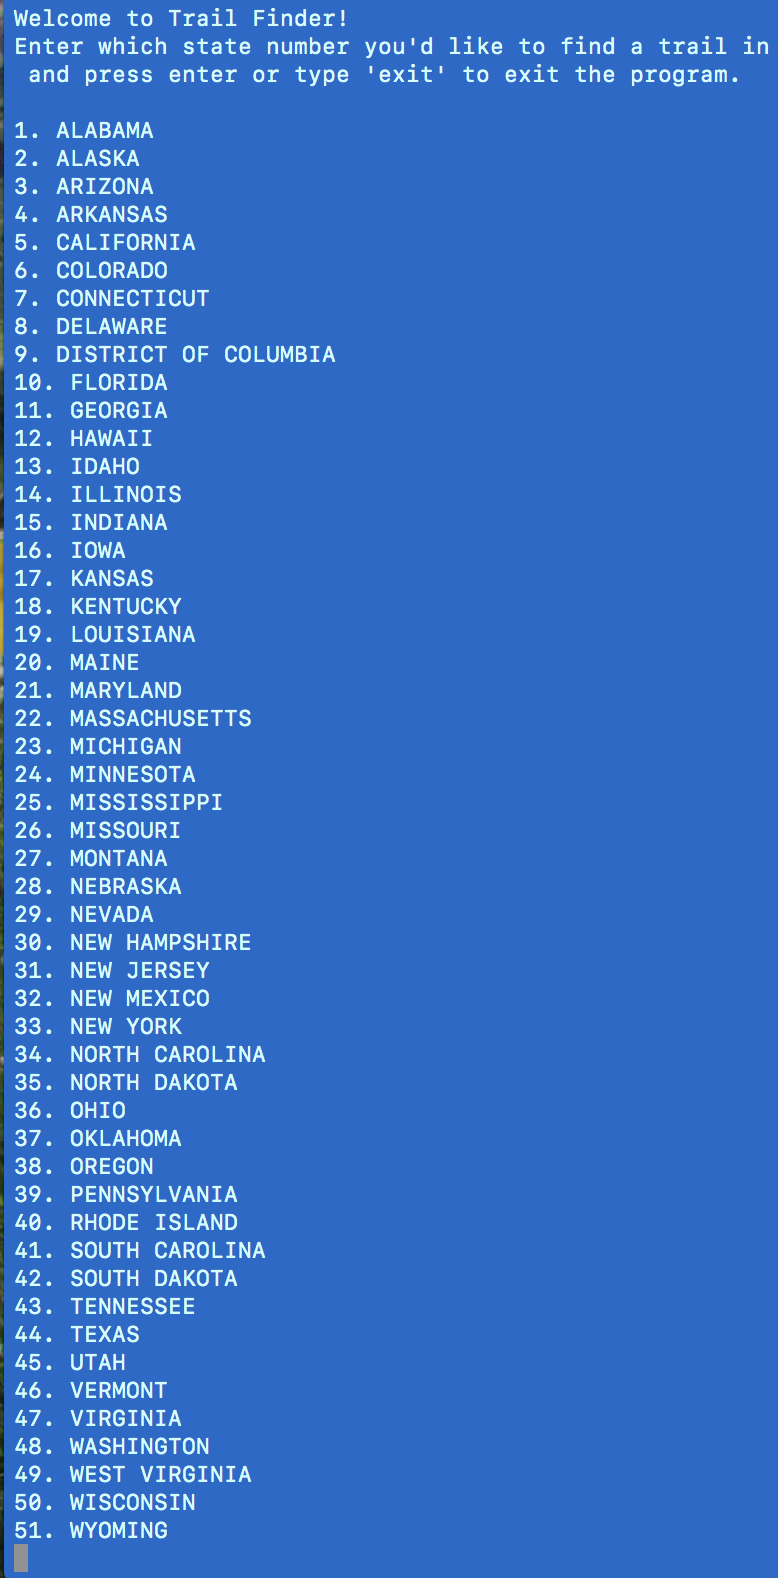 Welcome to Trail Finder!
Enter which state number you'd like to find a trail in
and press enter or type 'exit' to exit the program.
1. ALABAMA
2. ALASKA
3. ARIZONA
4. ARKANSAS
5. CALIFORNIA
6. COLORADO
7. CONNECTICUT
8. DELAWARE
9. DISTRICT OF COLUMBIA
10. FLORIDA
11. GEORGIA
12. HAWAII
13. IDAHO
14. ILLINOIS
15. INDIANA
16. IOWA
17. KANSAS
18. KENTUCKY
19. LOUISIANA
20. MAINE
21. MARYLAND
22. MASSACHUSETTS
23. MICHIGAN
24. MINNESOTA
25. MISSISSIPPI
26. MISSOURI
27. MONTANA
28. NEBRASKA
29. NEVADA
30. NEW HAMPSHIRE
31. NEW JERSEY
32. NEW MEXICO
33. NEW YORK
34. NORTH CAROLINA
35. NORTH DAKOTA
36. OHIO
37. OKLAHOMA
38. OREGON
39. PENNSYLVANIA
40. RHODE ISLAND
41. SOUTH CAROLINA
42. SOUTH DAKOTA
43. TENNESSEE
44. TEXAS
45. UTAH
46. VERMONT
47. VIRGINIA
48. WASHINGTON
49. WEST VIRGINIA
50. WISCONSIN
51. WYOMING